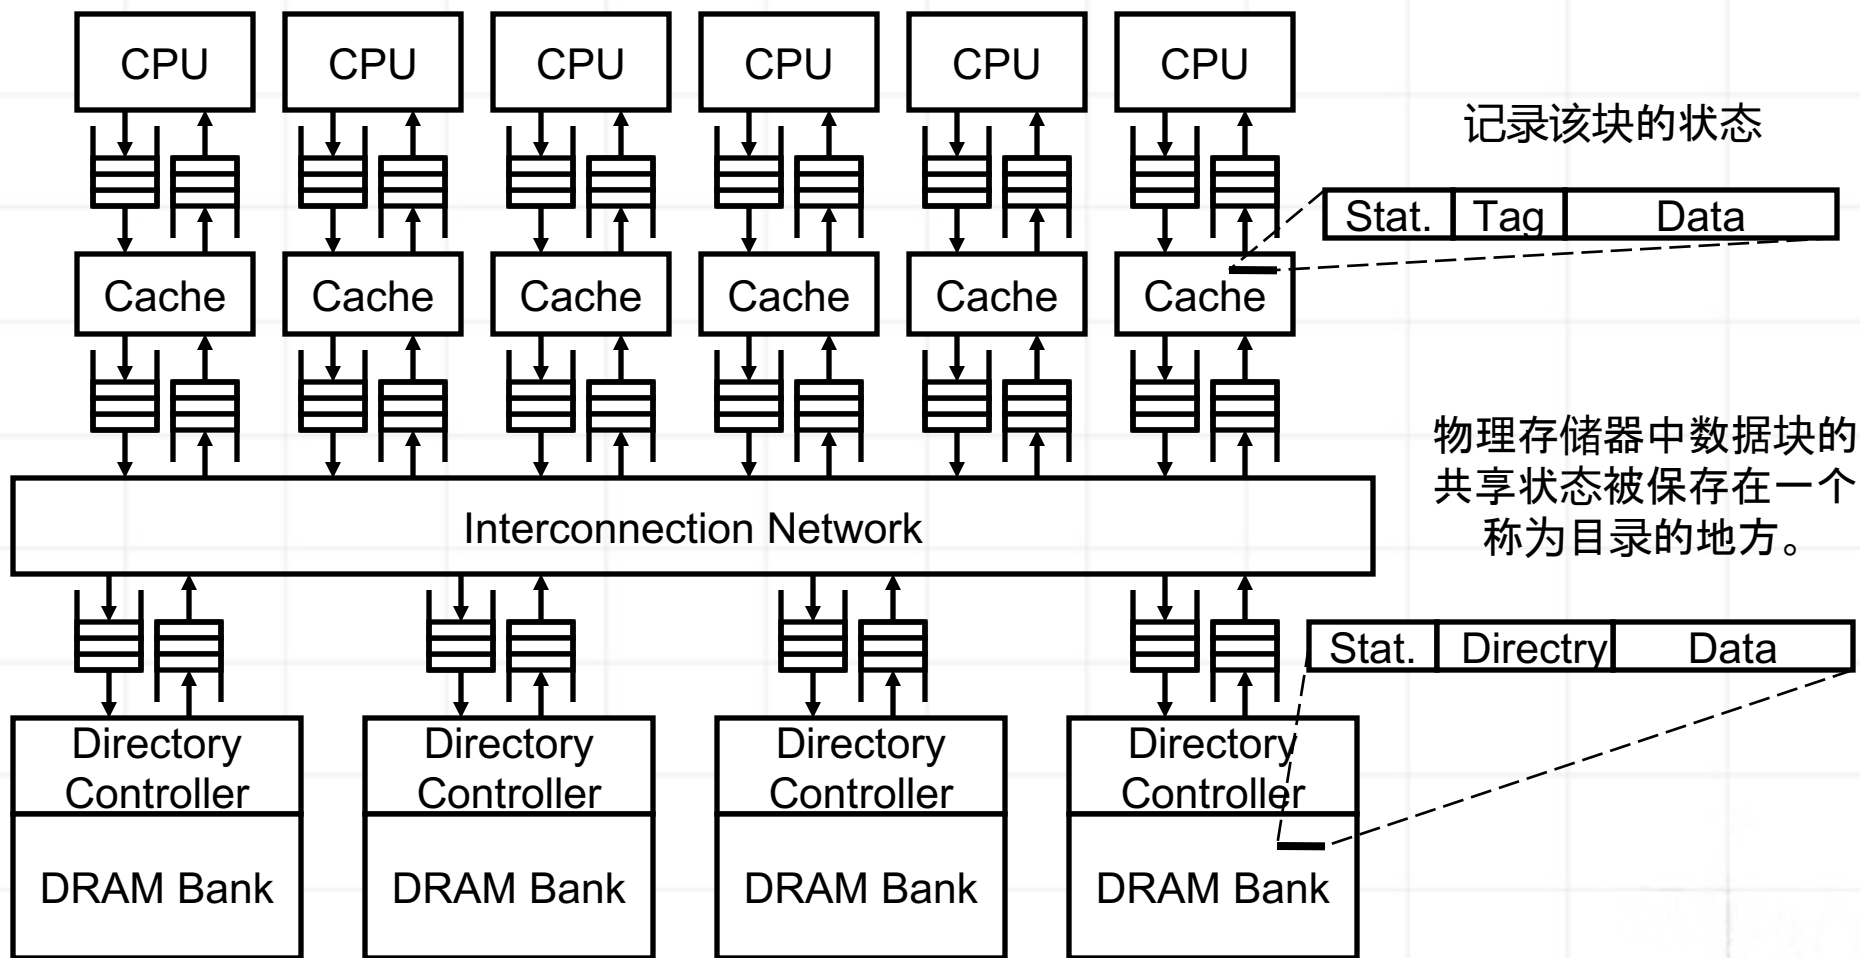 CPU CPU CPU CPU CPU CPU
记录该块的状态
Stat. Tag Data
Cache Cache Cache Cache Cache Cache
物理存储器中数据块的
共享状态被保存在一个
称为目录的地方。
Interconnection Network
Stat. Directry Data
Directory Directory Directory Directory
Controller Controller Controller Controller
DRAM Bank DRAM Bank DRAM Bank DRAM Bank